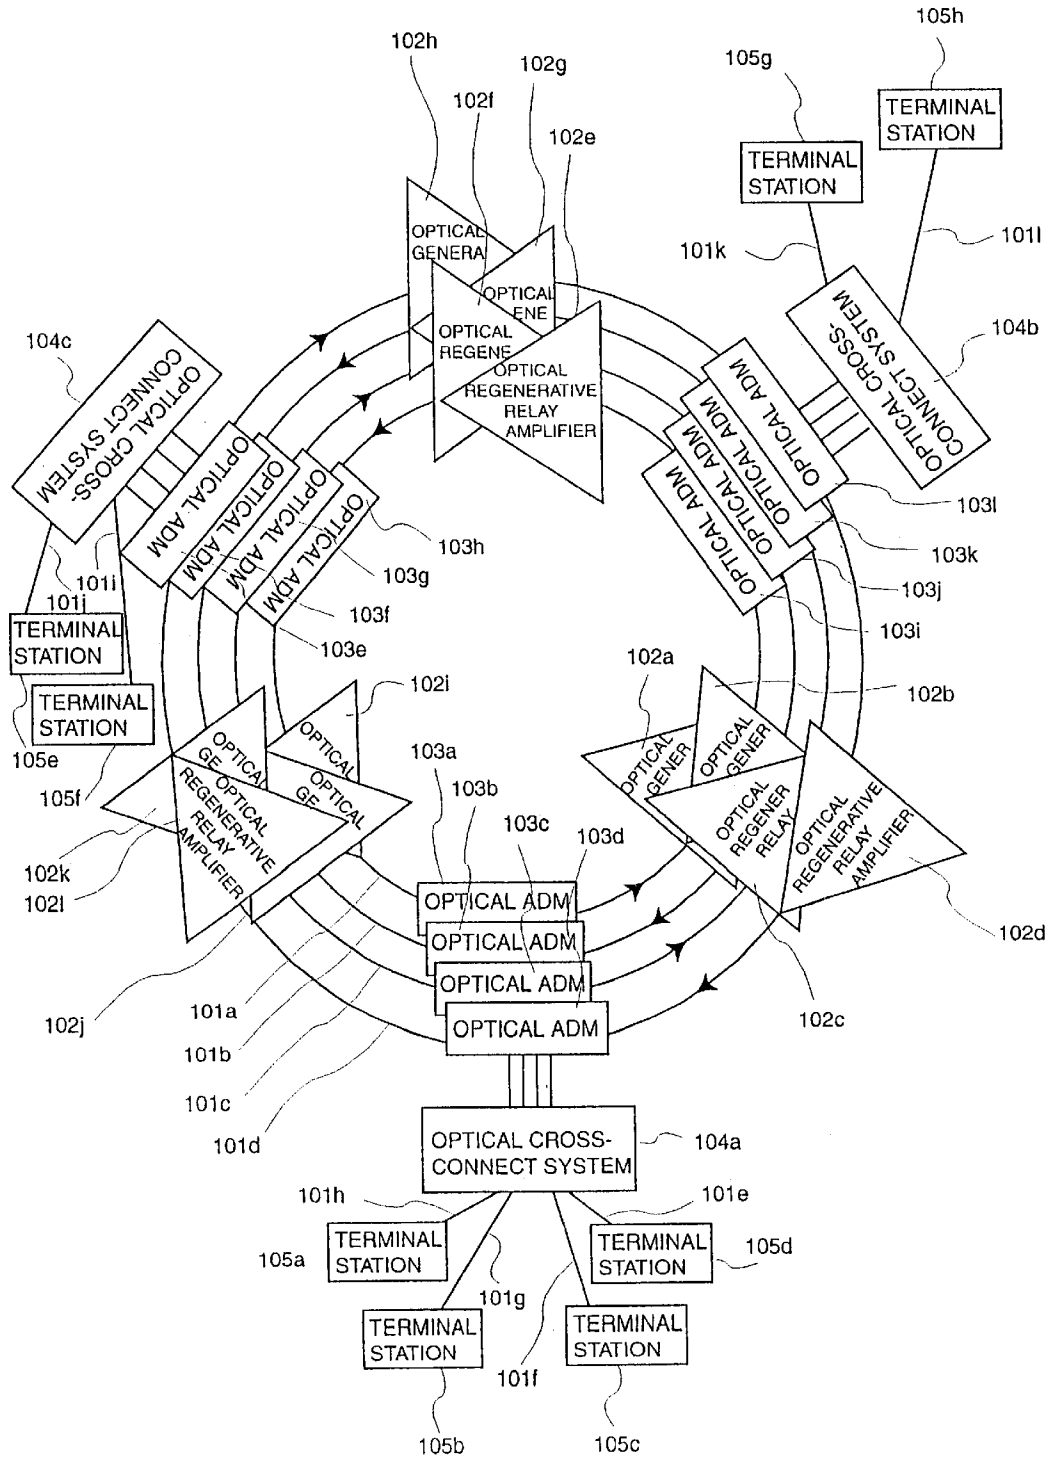 105h
102h
105g
102g
102f
102e
TERMINAL
STATION
TERMINAL
STATION
OPTICAL
GENERA
101k
101l
OPTICAL
ENE
OPTICAL
REGENE
OPTICAL
REGENERATIVE
RELAY
AMPLIFIER
104c
104b
OPTICAL CROSS-
CONNECT SYSTEM
OPTICAL CROSS-
CONNECT SYSTEM
OPTICAL ADM
OPTICAL ADM
OPTICAL ADM
OPTICAL ADM
OPTICAL ADM
OPTICAL ADM
OPTICAL ADM
OPTICAL ADM
103l
103h
103k
103g
103j
101i
101j
103f
103i
103e
TERMINAL
STATION
TERMINAL
STATION
102a
102i
102b
103a
105e
105f
103b
103c
103d
OPTICAL
GE
OPTICAL
OPTICAL
GE
OPTICAL
REGENERATIVE
RELAY
AMPLIFIER
OPTICAL
GENER
OPTICAL
GENER
OPTICAL
REGENER
RELAY
OPTICAL
REGENERATIVE
RELAY
AMPLIFIER
102k
102l
OPTICAL ADM
OPTICAL ADM
OPTICAL ADM
OPTICAL ADM
102d
102j
101a
102c
101b
101c
101d
OPTICAL CROSS-
CONNECT SYSTEM
104a
101h
101e
TERMINAL
STATION
TERMINAL
STATION
105a
105d
101g
TERMINAL
STATION
TERMINAL
STATION
101f
105b
105c